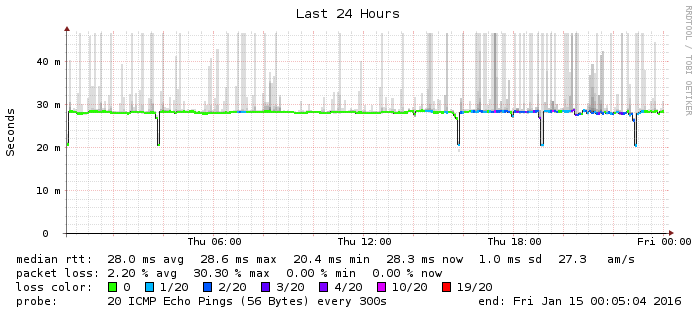 Last 24 Hours
RRDTOOL / TOBI OETIKER
Seconds
40 m
30 m
20 m
10 m
0
Thu 06:00 Thu 12:00 Thu 18:00 Fri 00:00
median rtt: 28.0 ms avg 28.6 ms max 20.4 ms min 28.3 ms now 1.0 ms sd 27.3 am/s
packet loss: 2.20 % avg 30.30 % max 0.00 % min 0.00 % now
loss color: 0 1/20 2/20 3/20 4/20 10/20 19/20
probe: 20 ICMP Echo Pings (56 Bytes) every 300s end: Fri Jan 15 00:05:04 2016